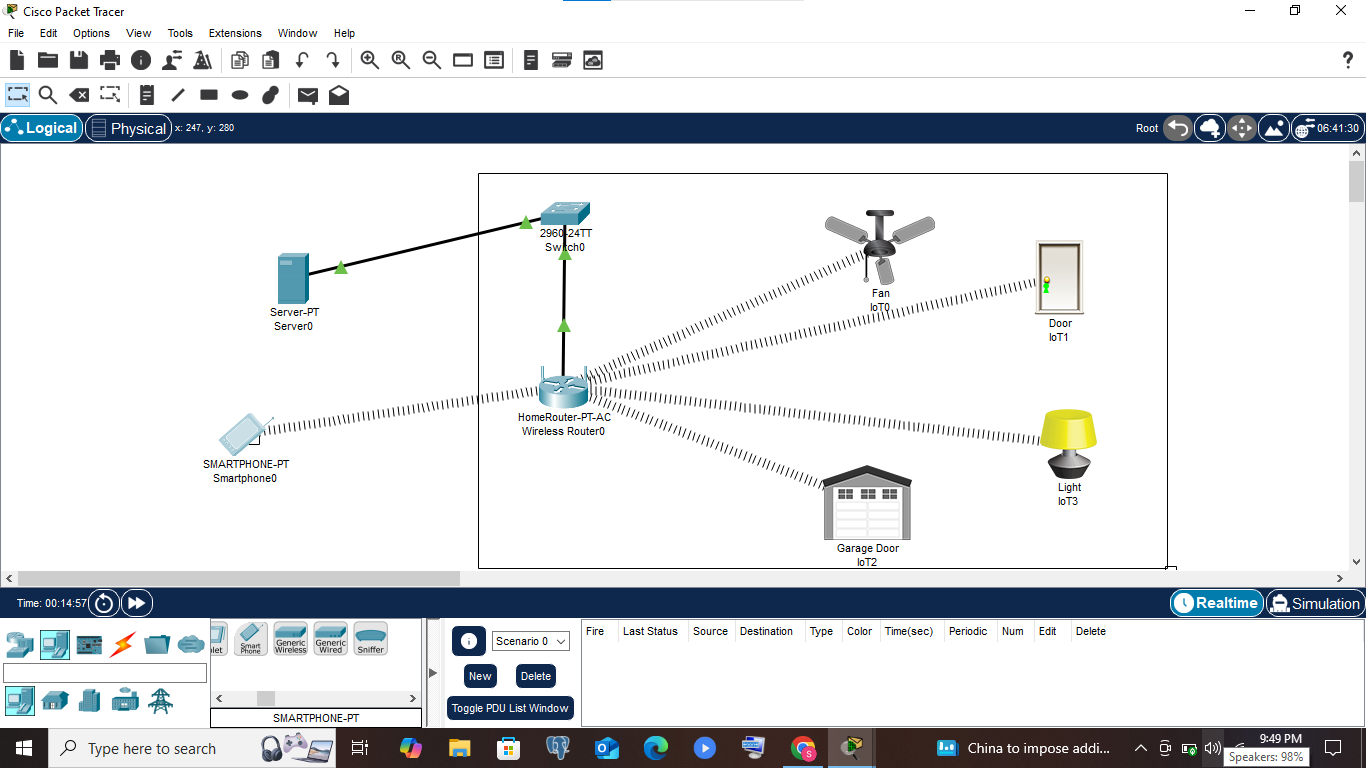 Cisco Packet Tracer
File Edit Options View Tools Extensions Window Help
?
Logical Physical x: 247, y: 280 Root 06:41:30
2960-24TT
Switch0
Server-PT
Server0
Fan
IoT0
Door
IoT1
HomeRouter-PT-AC
Wireless Router0
SMARTPHONE-PT
Smartphone0
Light
IoT3
Garage Door
IoT2
Time: 00:14:57 Realtime Simulation
Scenario 0
Fire Last Status Source Destination Type Color Time(sec) Periodic Num Edit Delete
let
Smart Phone
Generic Wireless
Generic Wired
Sniffer
New Delete
Toggle PDU List Window
SMARTPHONE-PT
Type here to search
China to impose addi...
9:49 PM
Speakers: 98%